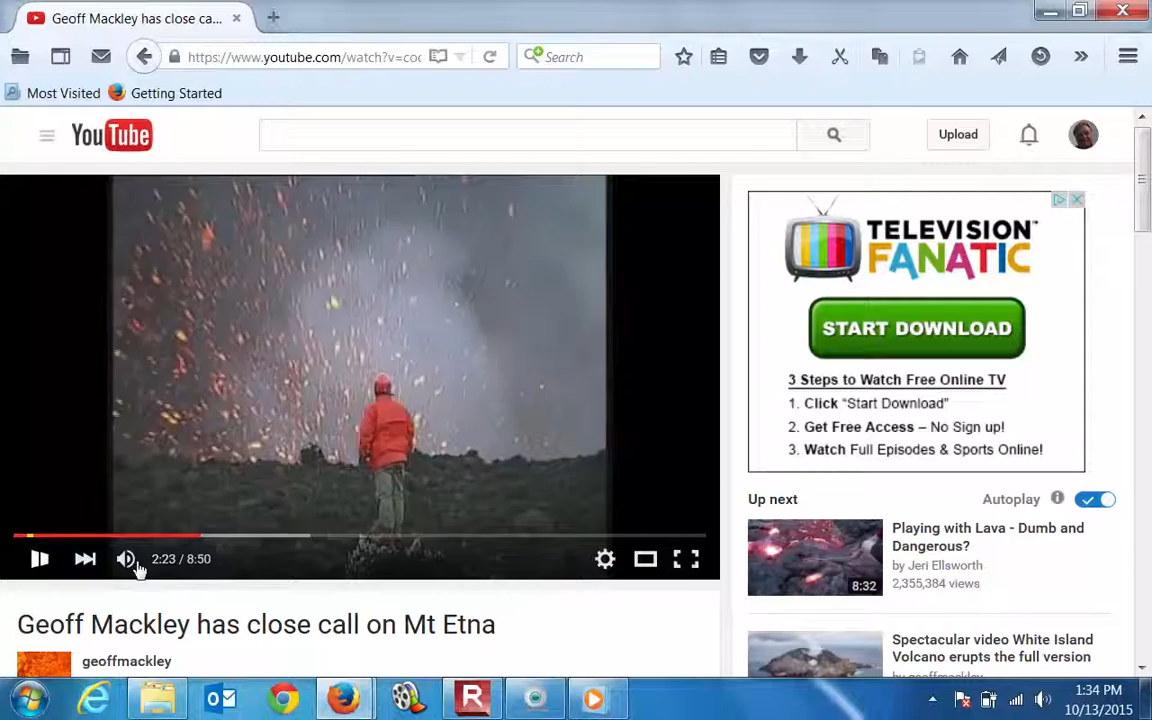 Geoff Mackley has close ca...
https://www.youtube.com/watch?v=coc
Search
Most Visited
Getting Started
YouTube
Upload
TELEVISION
FANATIC
START DOWNLOAD
3 Steps to Watch Free Online TV
1. Click "Start Download"
2. Get Free Access – No Sign up!
3. Watch Full Episodes & Sports Online!
Up next
Autoplay
Playing with Lava - Dumb and
Dangerous?
by Jeri Ellsworth
2,355,384 views
8:32
2:23 / 8:50
Geoff Mackley has close call on Mt Etna
geoffmackley
Spectacular video White Island
Volcano erupts the full version
by geoffmackley
1:34 PM
10/13/2015